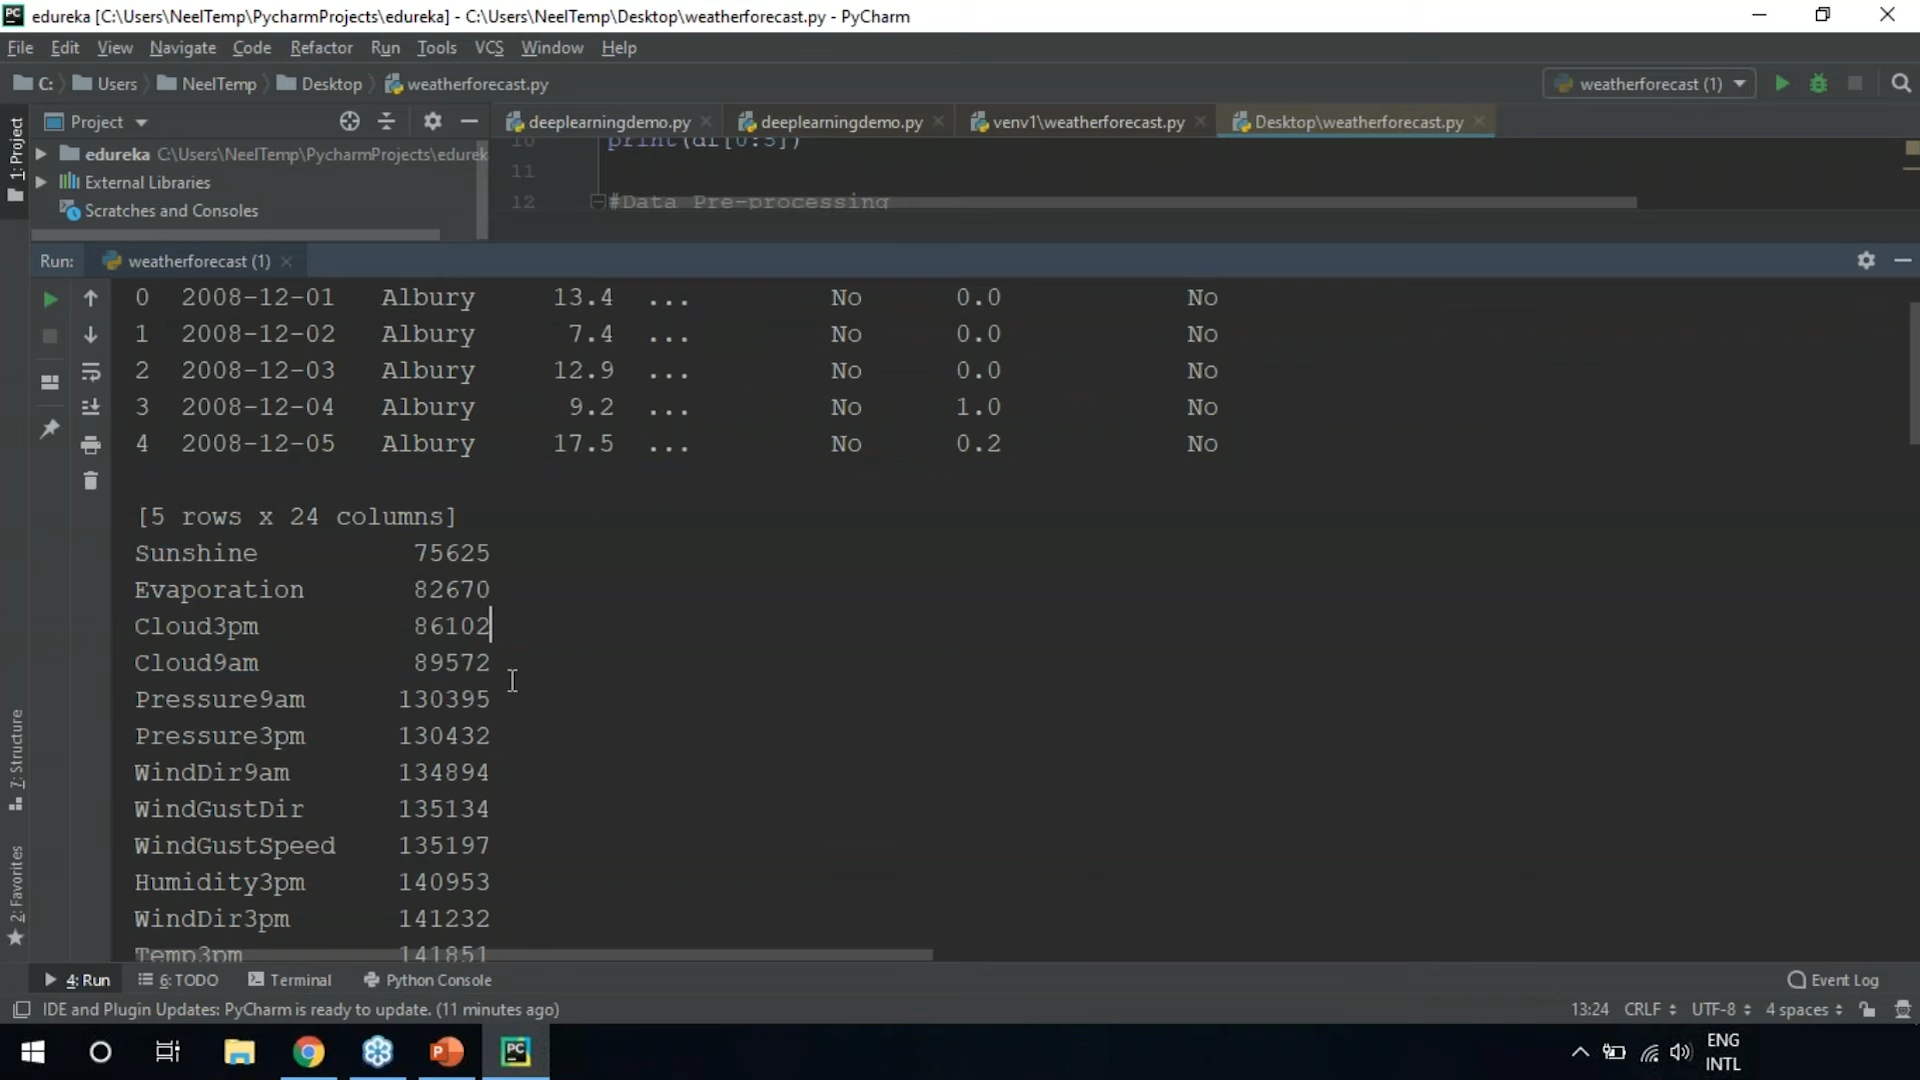 edureka [C:\Users\NeelTemp\PycharmProjects\edureka] - C:\Users\NeelTemp\Desktop\weatherforecast.py - PyCharm
File Edit View Navigate Code Refactor Run Tools VCS Window Help
C: Users NeelTemp Desktop weatherforecast.py weatherforecast (1)
Project deeplearningdemo.py deeplearningdemo.py venv1\weatherforecast.py Desktop\weatherforecast.py
edureka C:\Users\NeelTemp\PycharmProjects\edurek
External Libraries
Scratches and Consoles
1: Project
10 print(df[0:5])
11
12 #Data Pre-processing
Run: weatherforecast (1)
0 2008-12-01 Albury 13.4 ... No 0.0 No
1 2008-12-02 Albury 7.4 ... No 0.0 No
2 2008-12-03 Albury 12.9 ... No 0.0 No
3 2008-12-04 Albury 9.2 ... No 1.0 No
4 2008-12-05 Albury 17.5 ... No 0.2 No
[5 rows x 24 columns]
Sunshine 75625
Evaporation 82670
Cloud3pm 86102
Cloud9am 89572
Pressure9am 130395
Pressure3pm 130432
WindDir9am 134894
WindGustDir 135134
WindGustSpeed 135197
Humidity3pm 140953
WindDir3pm 141232
Temp3pm 141851
7: Structure
2: Favorites
4: Run 6: TODO Terminal Python Console Event Log
IDE and Plugin Updates: PyCharm is ready to update. (11 minutes ago) 13:24 CRLF UTF-8 4 spaces
ENG
INTL